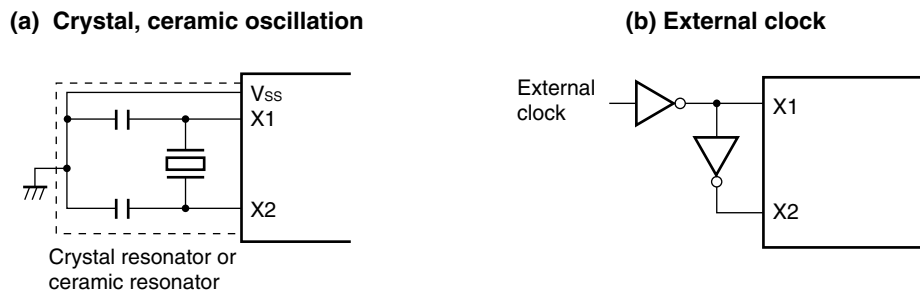 (a) Crystal, ceramic oscillation
VSS
X1
X2
Crystal resonator or
ceramic resonator
(b) External clock
External
clock
X1
X2